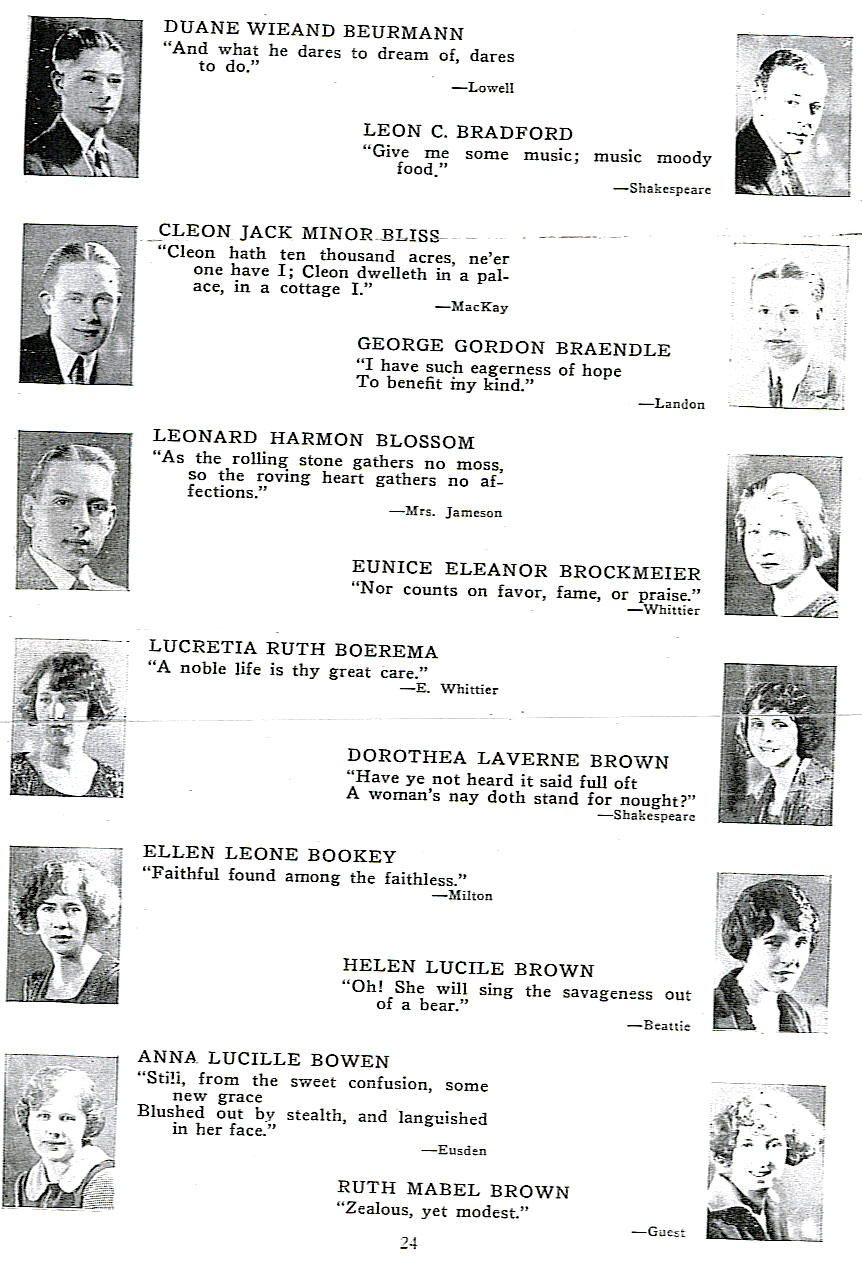 DUANE WIEAND BEURMANN
“And what he dares to dream of, dares
to do.”
—Lowell
LEON C. BRADFORD
“Give me some music; music moody
food.”
—Shakespeare
CLEON JACK MINOR BLISS
“Cleon hath ten thousand acres, ne’er
one have I; Cleon dwelleth in a pal-
ace, in a cottage I.”
—MacKay
GEORGE GORDON BRAENDLE
“I have such eagerness of hope
To benefit my kind.”
—Landon
LEONARD HARMON BLOSSOM
“As the rolling stone gathers no moss,
so the roving heart gathers no af-
fections.”
—Mrs. Jameson
EUNICE ELEANOR BROCKMEIER
“Nor counts on favor, fame, or praise.”
—Whittier
LUCRETIA RUTH BOEREMA
“A noble life is thy great care.”
—E. Whittier
DOROTHEA LAVERNE BROWN
“Have ye not heard it said full oft
A woman’s nay doth stand for nought?”
—Shakespeare
ELLEN LEONE BOOKEY
“Faithful found among the faithless.”
—Milton
HELEN LUCILE BROWN
“Oh! She will sing the savageness out
of a bear.”
—Beattie
ANNA LUCILLE BOWEN
“Still, from the sweet confusion, some
new grace
Blushed out by stealth, and languished
in her face.”
—Eusden
RUTH MABEL BROWN
“Zealous, yet modest.”
—Guest
24